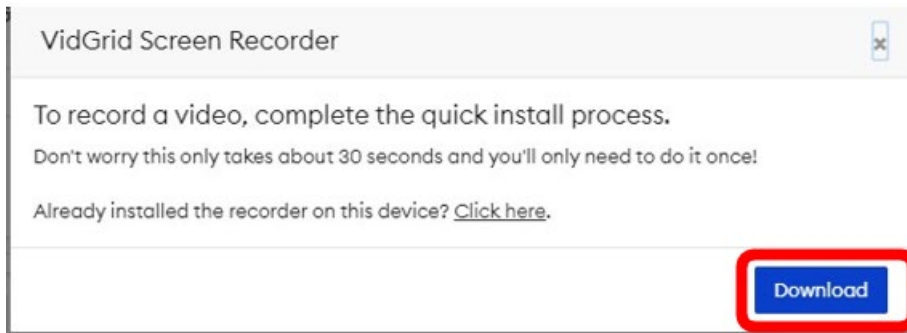 VidGrid Screen Recorder
×
To record a video, complete the quick install process.
Don't worry this only takes about 30 seconds and you'll only need to do it once!
Already installed the recorder on this device? Click here.
Download